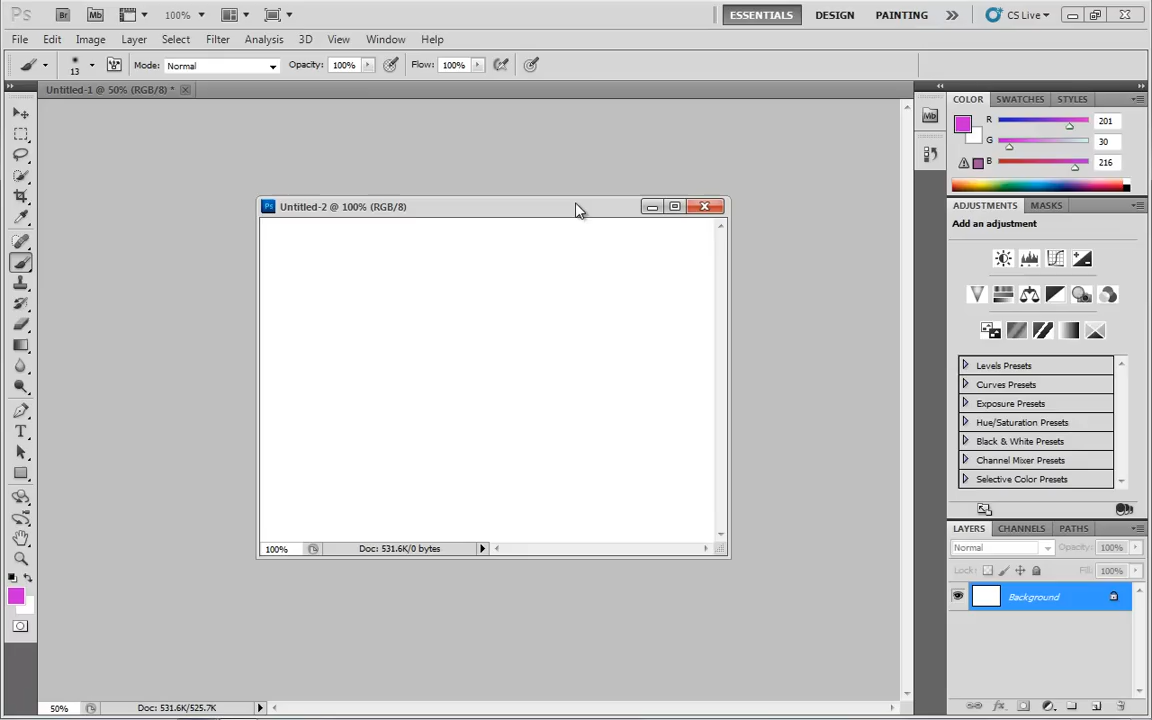 Ps Br Mb 100% ESSENTIALS DESIGN PAINTING CS Live
File Edit Image Layer Select Filter Analysis 3D View Window Help
13 Mode: Normal Opacity: 100% Flow: 100%
Untitled-1 @ 50% (RGB/8) *
COLOR SWATCHES STYLES
Mb
R 201
G 30
B 216
ADJUSTMENTS MASKS
Add an adjustment
Ps Untitled-2 @ 100% (RGB/8)
Levels Presets
Curves Presets
Exposure Presets
Hue/Saturation Presets
Black & White Presets
Channel Mixer Presets
Selective Color Presets
T
LAYERS CHANNELS PATHS
100% Doc: 531.6K/0 bytes
Normal Opacity: 100%
Lock: Fill: 100%
Background
fx
50% Doc: 531.6K/525.7K